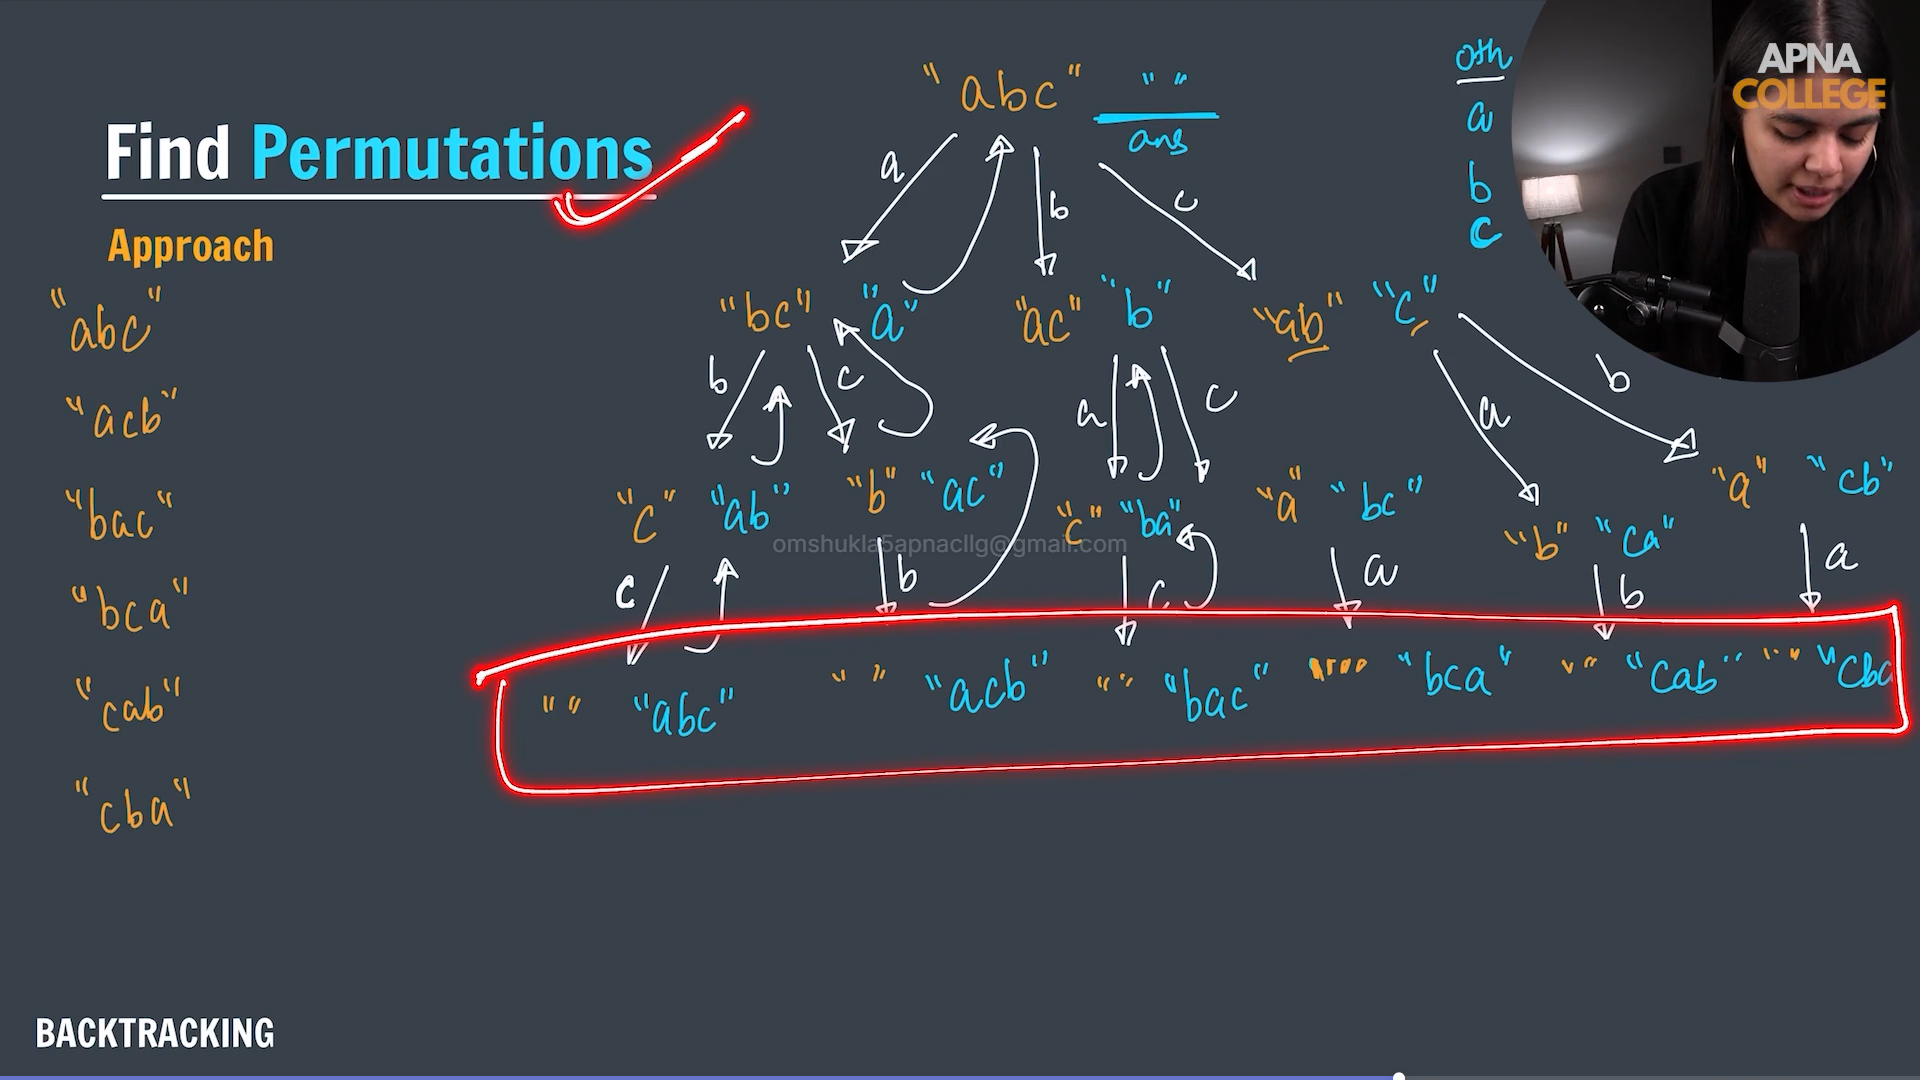 APNA
COLLEGE
Find Permutations
Approach
"abc"
"acb"
"bac"
"bca"
"cab"
"cba"
"abc" " "
ans
0th
a
b
c
a b c
"bc" "a" "ac" "b" "ab" "c"
b c a c a b
"c" "ab" "b" "ac" "c" "ba" "a" "bc" "b" "ca" "a" "cb"
omshukla5apnacllg@gmail.com
c b c a b a
" " "abc" " " "acb" " " "bac" "bca" " " "cab" " " "cba
BACKTRACKING